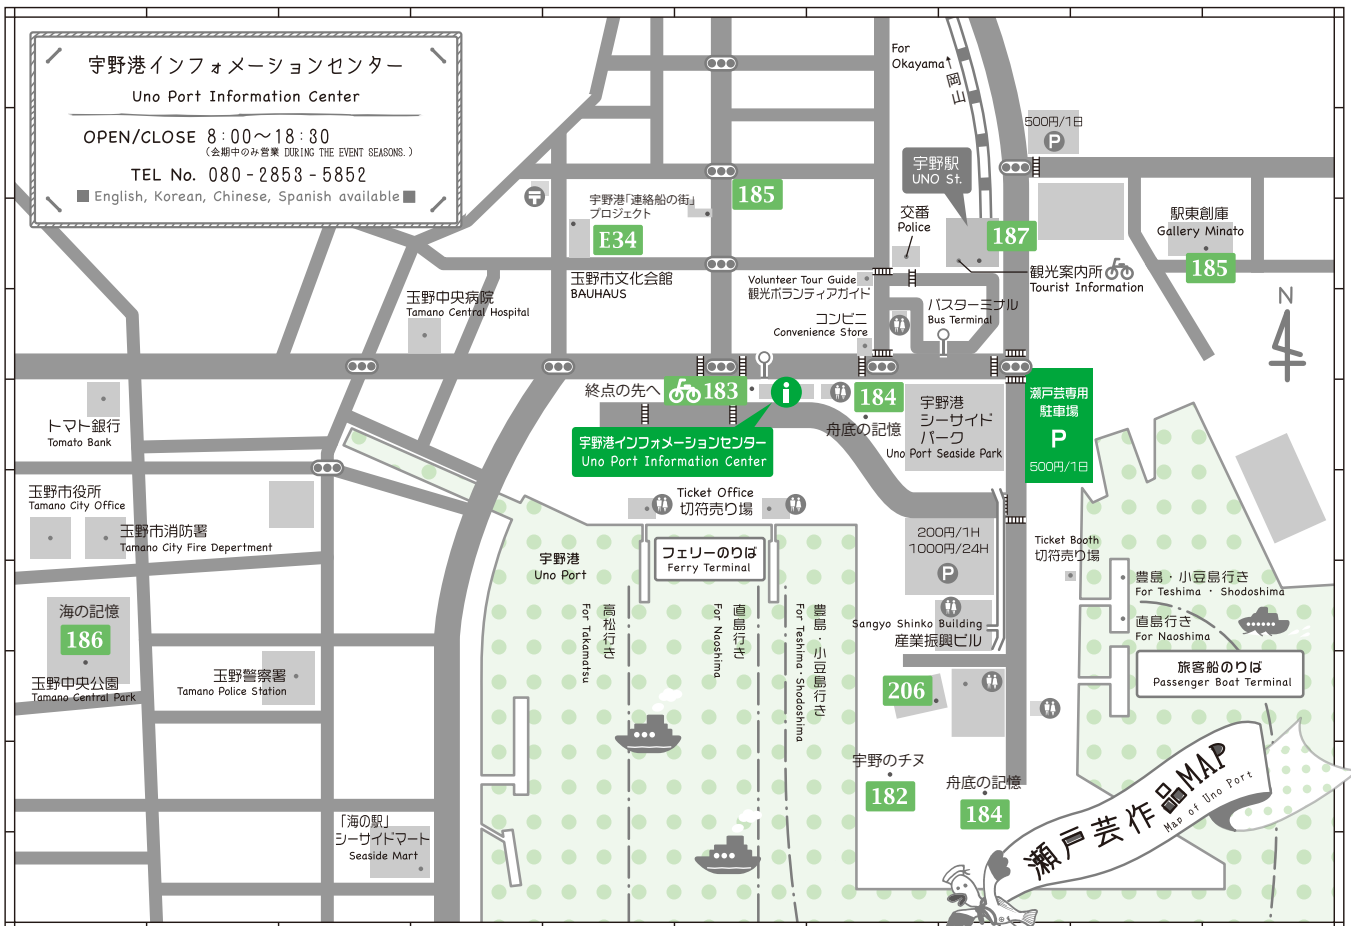 宇野港インフォメーションセンター
Uno Port Information Center
OPEN/CLOSE 8:00〜18:30
(会期中のみ営業 DURING THE EVENT SEASONS.)
TEL No. 080-2853-5852
English, Korean, Chinese, Spanish available
For
Okayama
岡山
500円/1日
P
宇野駅
UNO St.
宇野港「連絡船の街」
プロジェクト
E34
185
交番
Police
187
駅東創庫
Gallery Minato
185
玉野市文化会館
BAUHAUS
Volunteer Tour Guide
観光ボランティアガイド
観光案内所
Tourist Information
玉野中央病院
Tamano Central Hospital
コンビニ
Convenience Store
バスターミナル
Bus Terminal
N
終点の先へ
183
i
184
舟底の記憶
宇野港
シーサイド
パーク
Uno Port Seaside Park
瀬戸芸専用
駐車場
P
500円/1日
トマト銀行
Tomato Bank
宇野港インフォメーションセンター
Uno Port Information Center
玉野市役所
Tamano City Office
玉野市消防署
Tamano City Fire Depertment
Ticket Office
切符売り場
宇野港
Uno Port
フェリーのりば
Ferry Terminal
200円/1H
1000円/24H
P
Ticket Booth
切符売り場
豊島・小豆島行き
For Teshima ・ Shodoshima
直島行き
For Naoshima
海の記憶
186
玉野中央公園
Tamano Central Park
高松行き
For Takamatsu
直島行き
For Naoshima
豊島・小豆島行き
For Teshima・Shodoshima
Sangyo Shinko Building
産業振興ビル
旅客船のりば
Passenger Boat Terminal
玉野警察署
Tamano Police Station
206
宇野のチヌ
182
舟底の記憶
184
「海の駅」
シーサイドマート
Seaside Mart
瀬戸芸作品MAP
Map of Uno Port